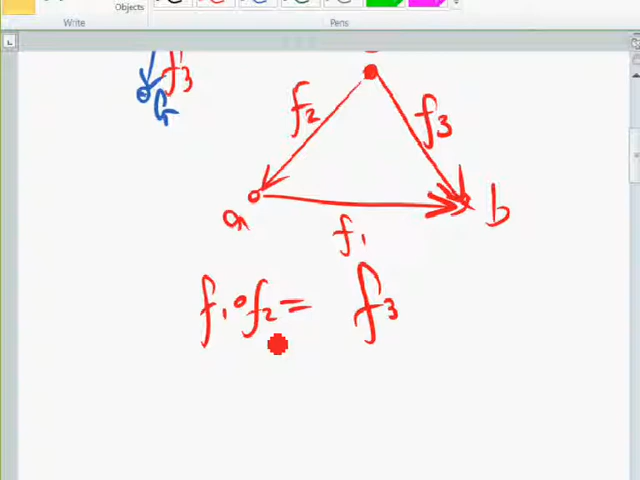 Objects
Write
Pens
f₃
f₂
f₃
a
b
f₁
f₁∘f₂= f₃